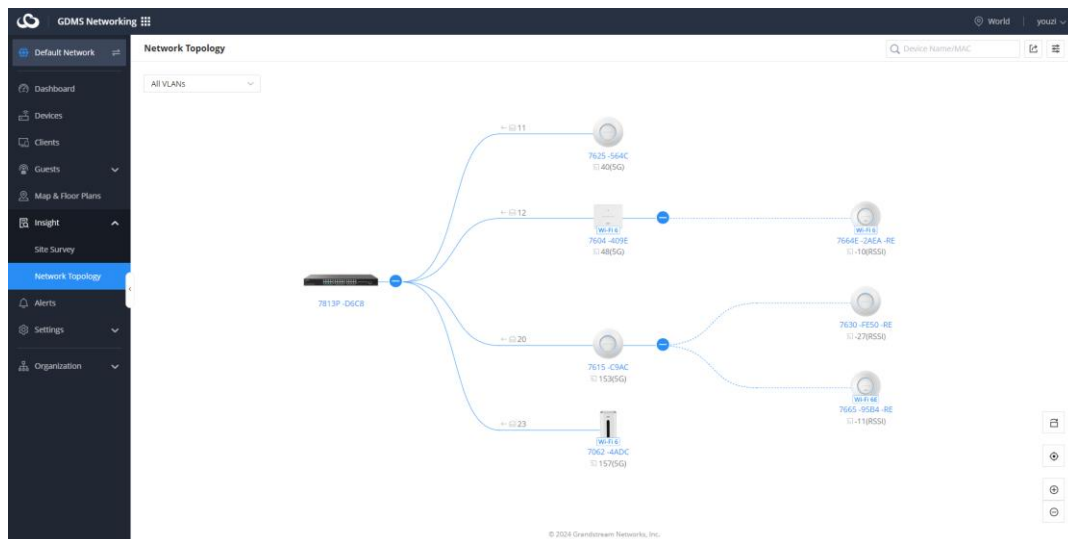 GDMS Networking
World
youzi
Default Network
Network Topology
Device Name/MAC
All VLANs
Dashboard
Devices
Clients
Guests
Map & Floor Plans
Insight
Site Survey
Network Topology
Alerts
Settings
Organization
7813P -D6C8
11
7625 -564C
40(5G)
12
Wi-Fi 6
7604 -409E
48(5G)
Wi-Fi 6
7664E -2AEA -RE
-10(RSSI)
20
7615 -C9AC
153(5G)
7630 -FE50 -RE
-27(RSSI)
Wi-Fi 6E
7665 -95B4 -RE
-11(RSSI)
23
Wi-Fi 6
7062 -4ADC
157(5G)
© 2024 Grandstream Networks, Inc.